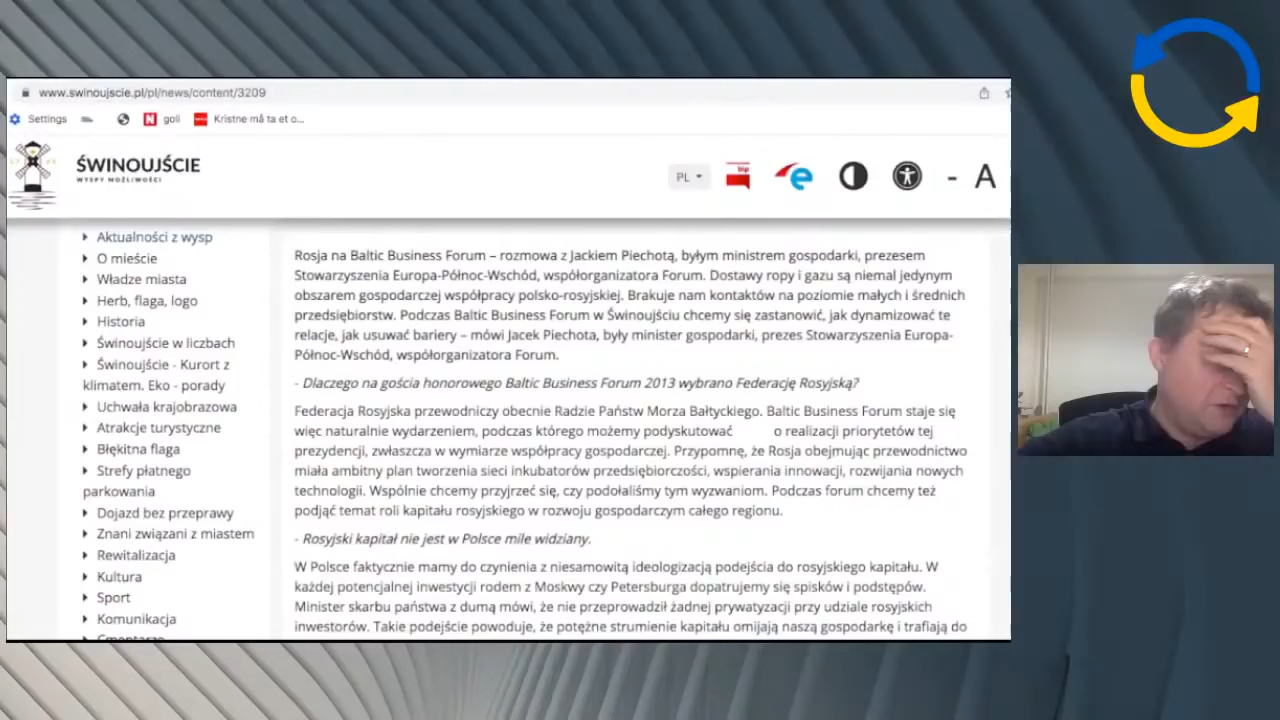 www.swinoujscie.pl/pl/news/content/3209
Settings
goli
Kristne må ta et o...
ŚWINOUJŚCIE
WYSPY MOŻLIWOŚCI
PL
bip
- A
Aktualności z wysp
O mieście
Władze miasta
Herb, flaga, logo
Historia
Świnoujście w liczbach
Świnoujście - Kurort z
klimatem. Eko - porady
Uchwała krajobrazowa
Atrakcje turystyczne
Błękitna flaga
Strefy płatnego
parkowania
Dojazd bez przeprawy
Znani związani z miastem
Rewitalizacja
Kultura
Sport
Komunikacja
Cmentarze
Rosja na Baltic Business Forum – rozmowa z Jackiem Piechotą, byłym ministrem gospodarki, prezesem
Stowarzyszenia Europa-Północ-Wschód, współorganizatora Forum. Dostawy ropy i gazu są niemal jedynym
obszarem gospodarczej współpracy polsko-rosyjskiej. Brakuje nam kontaktów na poziomie małych i średnich
przedsiębiorstw. Podczas Baltic Business Forum w Świnoujściu chcemy się zastanowić, jak dynamizować te
relacje, jak usuwać bariery – mówi Jacek Piechota, były minister gospodarki, prezes Stowarzyszenia Europa-
Północ-Wschód, współorganizatora Forum.
- Dlaczego na gościa honorowego Baltic Business Forum 2013 wybrano Federację Rosyjską?
Federacja Rosyjska przewodniczy obecnie Radzie Państw Morza Bałtyckiego. Baltic Business Forum staje się
więc naturalnie wydarzeniem, podczas którego możemy podyskutować o realizacji priorytetów tej
prezydencji, zwłaszcza w wymiarze współpracy gospodarczej. Przypomnę, że Rosja obejmując przewodnictwo
miała ambitny plan tworzenia sieci inkubatorów przedsiębiorczości, wspierania innowacji, rozwijania nowych
technologii. Wspólnie chcemy przyjrzeć się, czy podołaliśmy tym wyzwaniom. Podczas forum chcemy też
podjąć temat roli kapitału rosyjskiego w rozwoju gospodarczym całego regionu.
- Rosyjski kapitał nie jest w Polsce mile widziany.
W Polsce faktycznie mamy do czynienia z niesamowitą ideologizacją podejścia do rosyjskiego kapitału. W
każdej potencjalnej inwestycji rodem z Moskwy czy Petersburga dopatrujemy się spisków i podstępów.
Minister skarbu państwa z dumą mówi, że nie przeprowadził żadnej prywatyzacji przy udziale rosyjskich
inwestorów. Takie podejście powoduje, że potężne strumienie kapitału omijają naszą gospodarkę i trafiają do